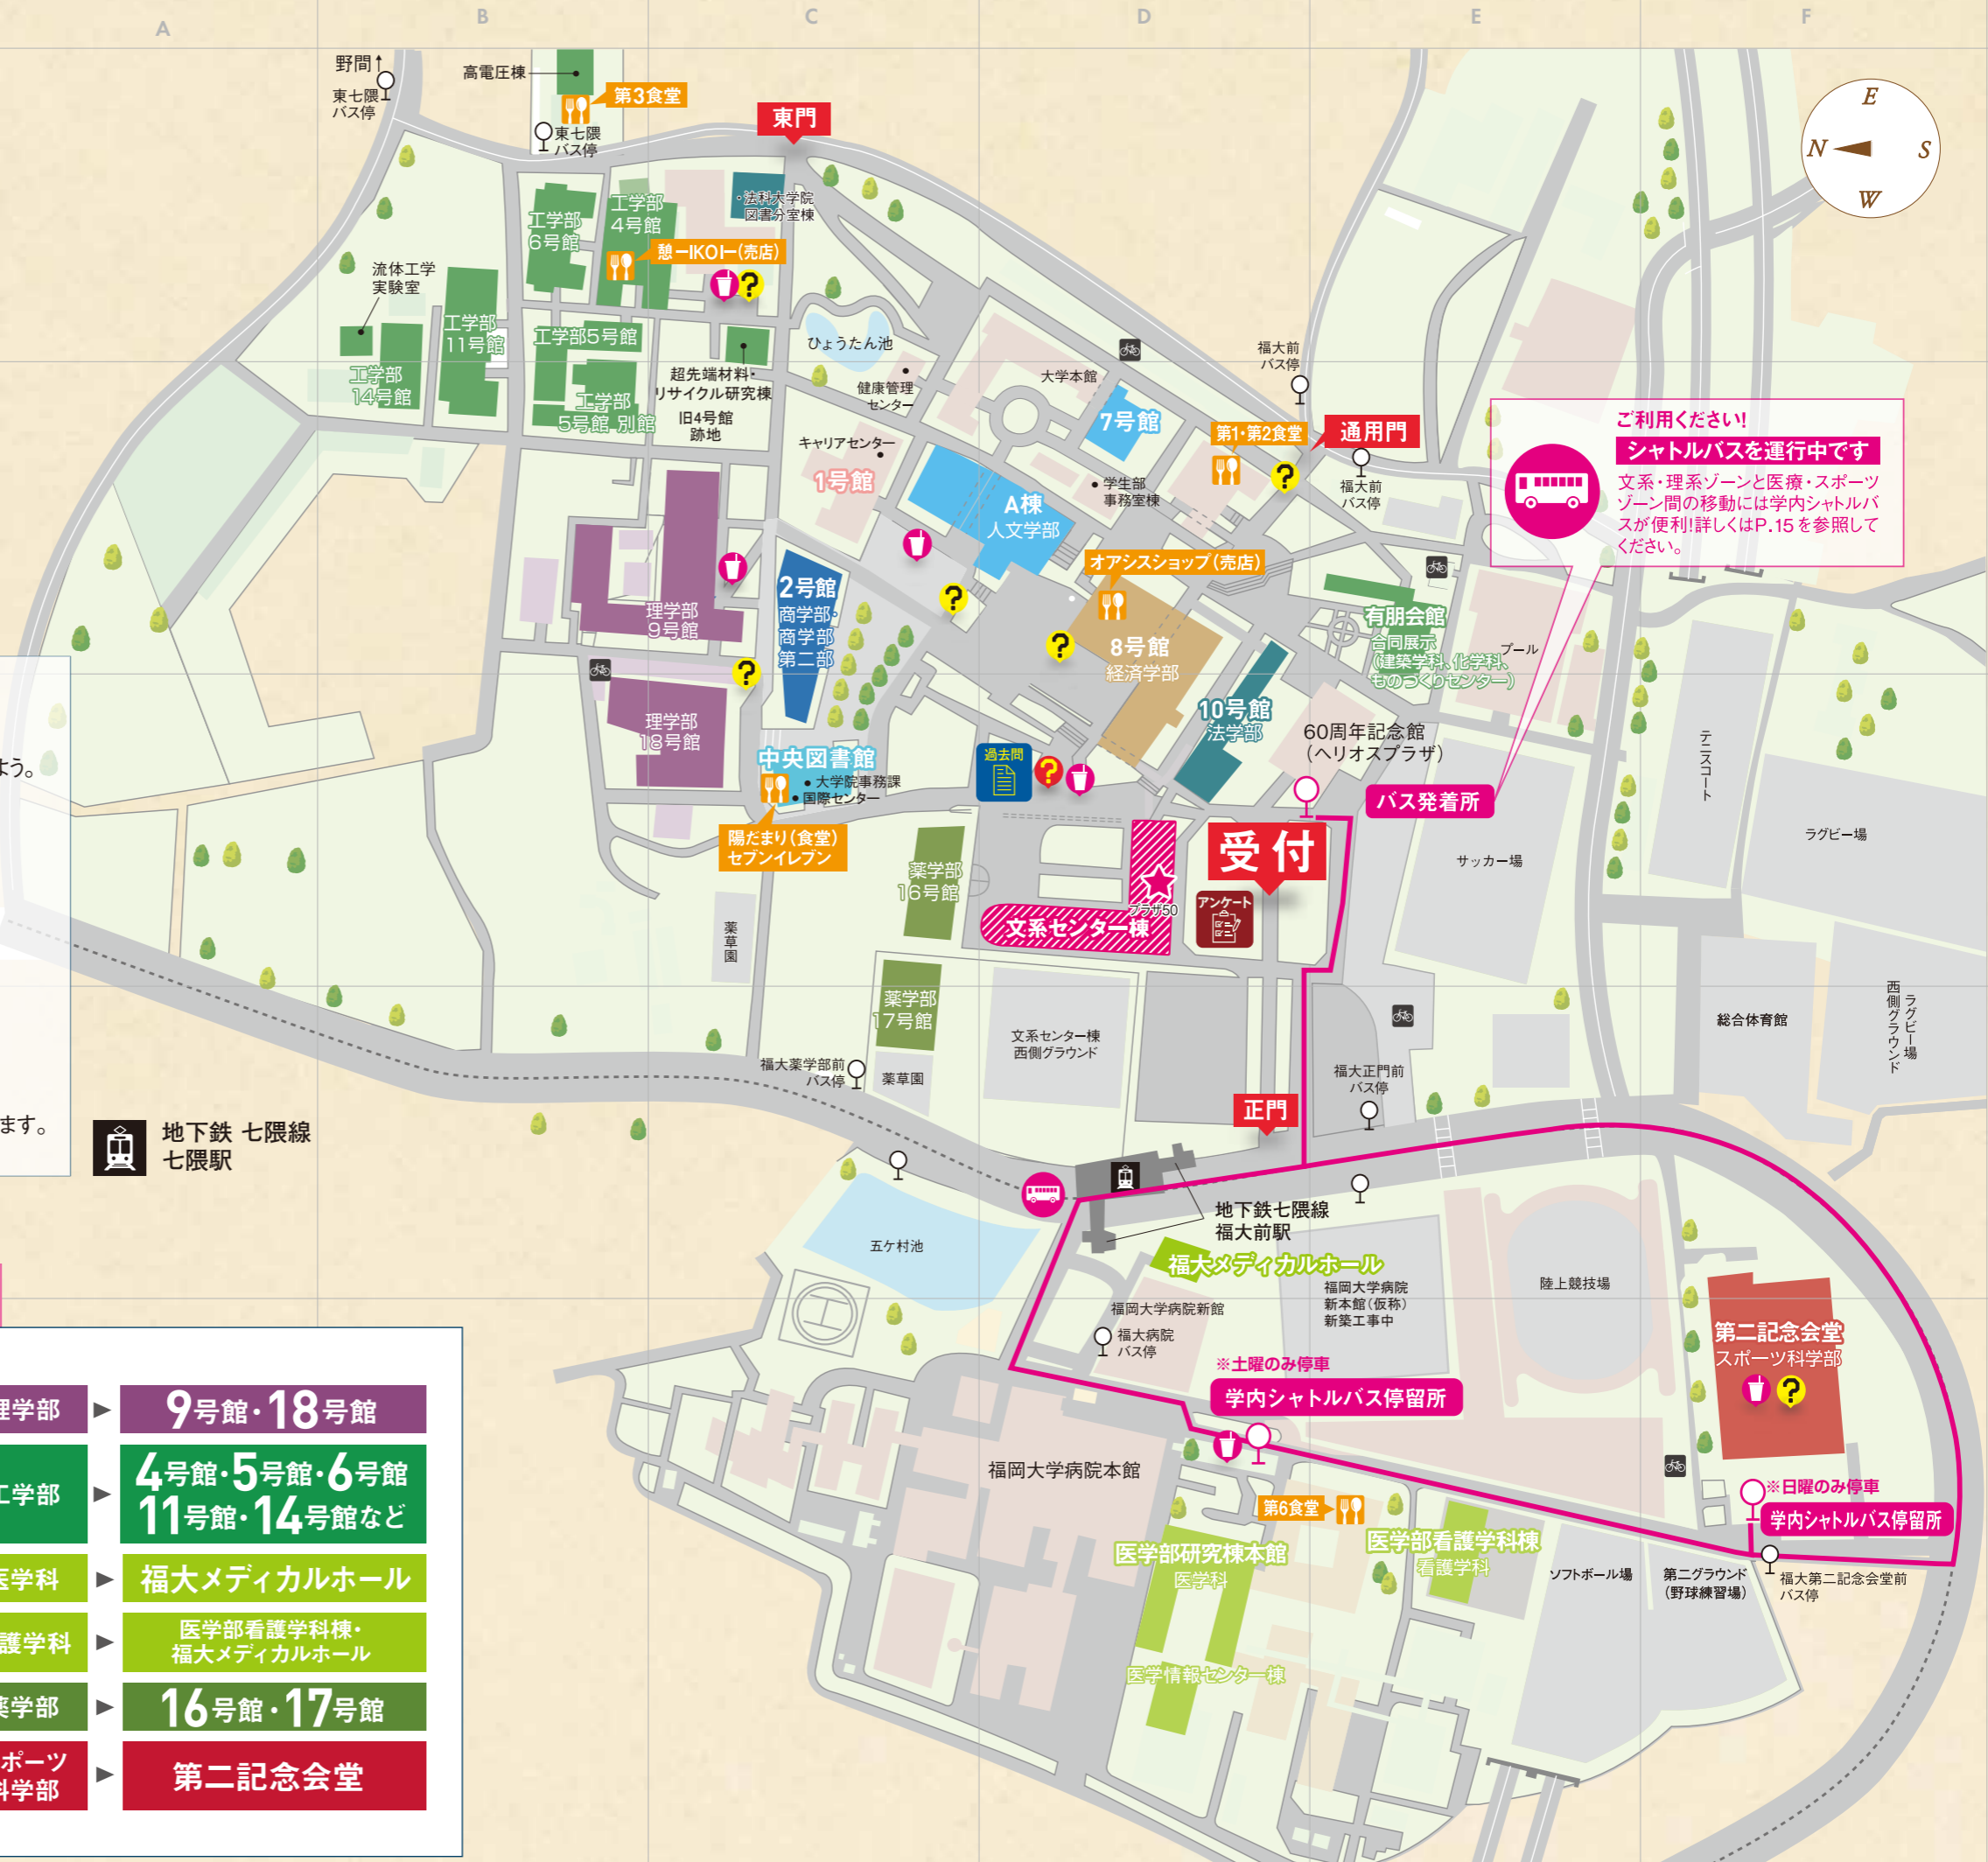 A
B
C
D
E
F
野間↑
東七隈
バス停
高電圧棟
第3食堂
東七隈
バス停
東門
E
N
S
W
工学部
6号館
工学部
4号館
・法科大学院
図書分室棟
憩ーIKOIー(売店)
流体工学
実験室
工学部
11号館
工学部
14号館
工学部5号館
工学部
5号館 別館
超先端材料・
リサイクル研究棟
旧4号館
跡地
ひょうたん池
健康管理
センター
キャリアセンター
1号館
大学本館
7号館
福大前
バス停
第1・第2食堂
通用門
福大前
バス停
学生部
事務室棟
A棟
人文学部
ご利用ください!
シャトルバスを運行中です
文系・理系ゾーンと医療・スポーツ
ゾーン間の移動には学内シャトルバ
スが便利!詳しくはP.15を参照して
ください。
オアシスショップ(売店)
2号館
商学部・
商学部
第二部
理学部
9号館
8号館
経済学部
有朋会館
合同展示
(建築学科、化学科、
ものづくりセンター)
プール
理学部
18号館
10号館
法学部
60周年記念館
(ヘリオスプラザ)
中央図書館
大学院事務課
国際センター
過去問
バス発着所
テニスコート
ラグビー場
サッカー場
陽だまり(食堂)
セブンイレブン
受付
薬学部
16号館
プラザ50
アンケート
文系センター棟
薬草園
薬学部
17号館
文系センター棟
西側グラウンド
総合体育館
ラグビー場
西側グラウンド
福大薬学部前
バス停
薬草園
福大正門前
バス停
正門
よう。
ます。
地下鉄 七隈線
七隈駅
地下鉄七隈線
福大前駅
五ケ村池
福大メディカルホール
福岡大学病院
新本館(仮称)
新築工事中
陸上競技場
福岡大学病院新館
福大病院
バス停
第二記念会堂
スポーツ科学部
※土曜のみ停車
学内シャトルバス停留所
福岡大学病院本館
※日曜のみ停車
学内シャトルバス停留所
第6食堂
医学部研究棟本館
医学科
医学部看護学科棟
看護学科
ソフトボール場
第二グラウンド
(野球練習場)
福大第二記念会堂前
バス停
医学情報センター棟
理学部
9号館・18号館
工学部
4号館・5号館・6号館
11号館・14号館など
医学科
福大メディカルホール
護学科
医学部看護学科棟・
福大メディカルホール
薬学部
16号館・17号館
ポーツ
科学部
第二記念会堂